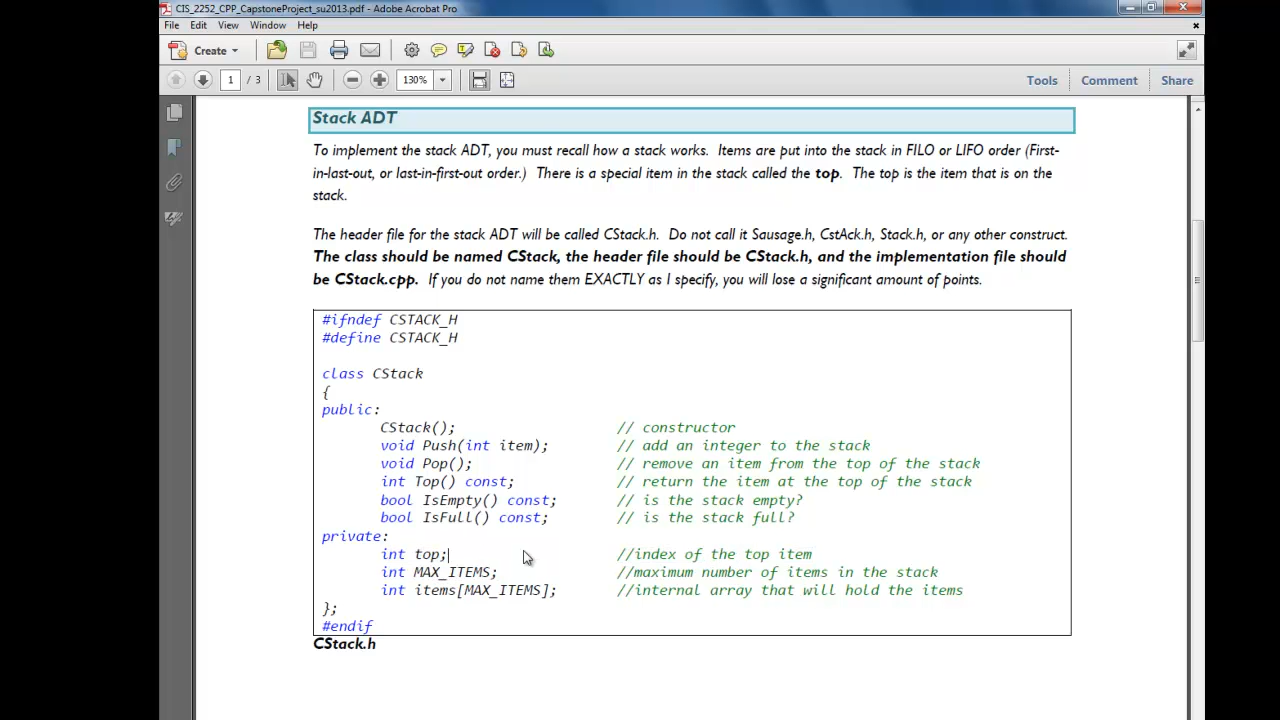 CIS_2252_CPP_CapstoneProject_su2013.pdf - Adobe Acrobat Pro
File Edit View Window Help
Create
1 / 3 130% Tools Comment Share
Stack ADT
To implement the stack ADT, you must recall how a stack works. Items are put into the stack in FILO or LIFO order (First-
in-last-out, or last-in-first-out order.) There is a special item in the stack called the top. The top is the item that is on the
stack.
The header file for the stack ADT will be called CStack.h. Do not call it Sausage.h, CstAck.h, Stack.h, or any other construct.
The class should be named CStack, the header file should be CStack.h, and the implementation file should
be CStack.cpp. If you do not name them EXACTLY as I specify, you will lose a significant amount of points.
#ifndef CSTACK_H
#define CSTACK_H
class CStack
{
public:
CStack(); // constructor
void Push(int item); // add an integer to the stack
void Pop(); // remove an item from the top of the stack
int Top() const; // return the item at the top of the stack
bool IsEmpty() const; // is the stack empty?
bool IsFull() const; // is the stack full?
private:
int top; //index of the top item
int MAX_ITEMS; //maximum number of items in the stack
int items[MAX_ITEMS]; //internal array that will hold the items
};
#endif
CStack.h